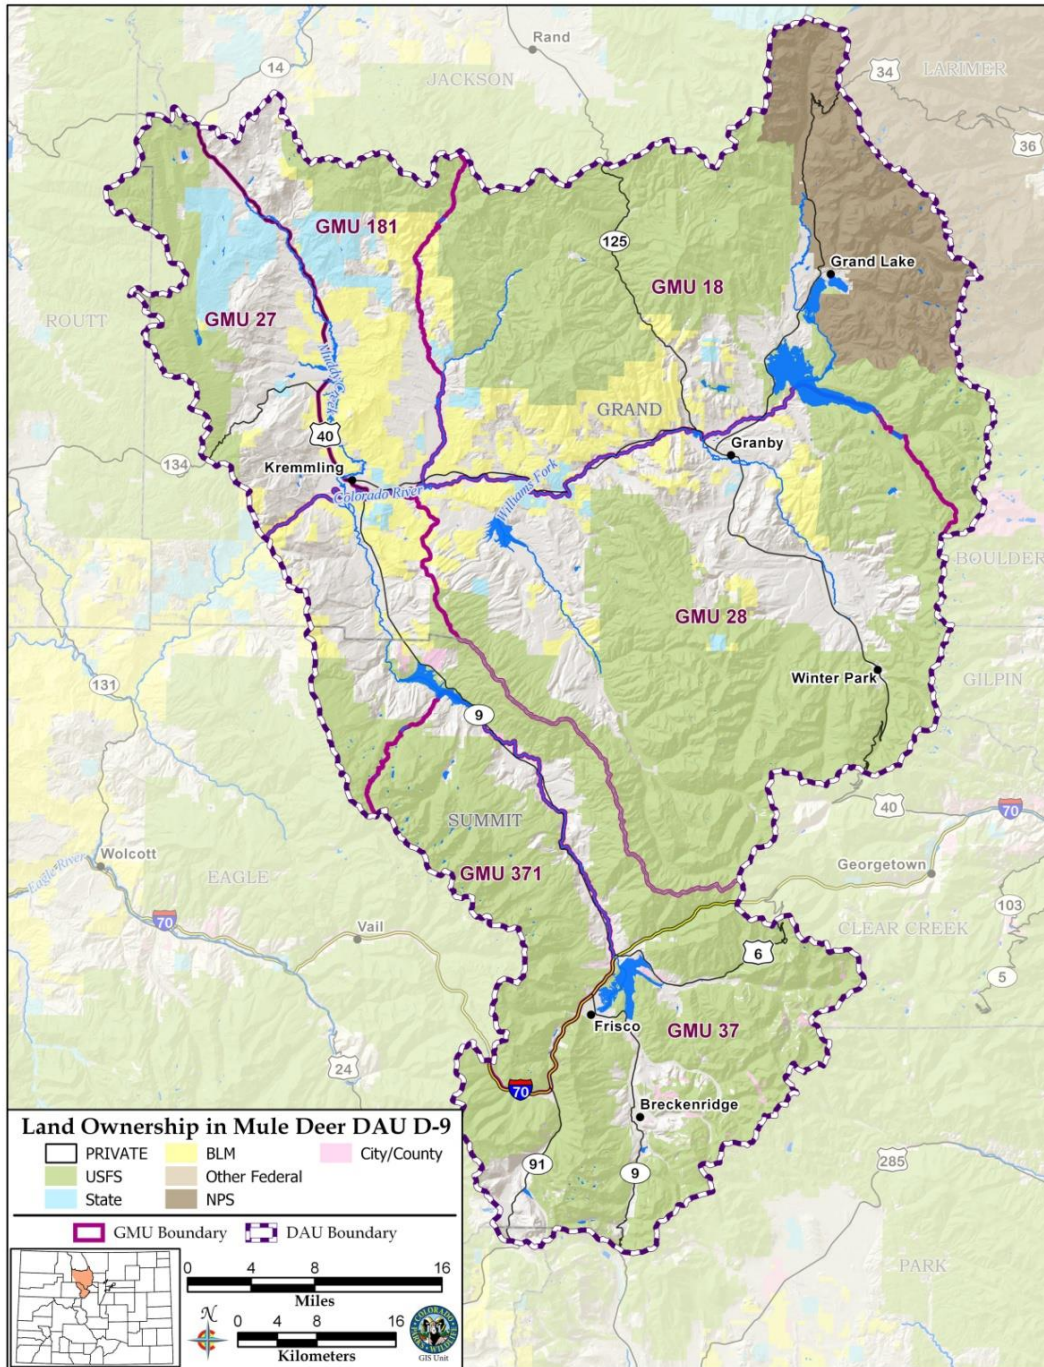 Rand
14
JACKSON
34
LARIMER
36
GMU 181
125
Grand Lake
GMU 18
ROUTT
GMU 27
Muddy Creek
GRAND
40
Granby
134
Kremmling
Colorado River
Williams Fork
BOULDER
GMU 28
131
Winter Park
GILPIN
9
40
70
SUMMIT
Wolcott
Georgetown
Eagle River
EAGLE
GMU 371
103
70
Vail
CLEAR CREEK
6
5
Frisco
GMU 37
24
70
Breckenridge
91
9
285
PARK
Land Ownership in Mule Deer DAU D-9
PRIVATE BLM City/County
USFS Other Federal
State NPS
GMU Boundary DAU Boundary
0 4 8 16
Miles
N
0 4 8 16
Kilometers
COLORADO
PARKS
WILDLIFE
GIS Unit